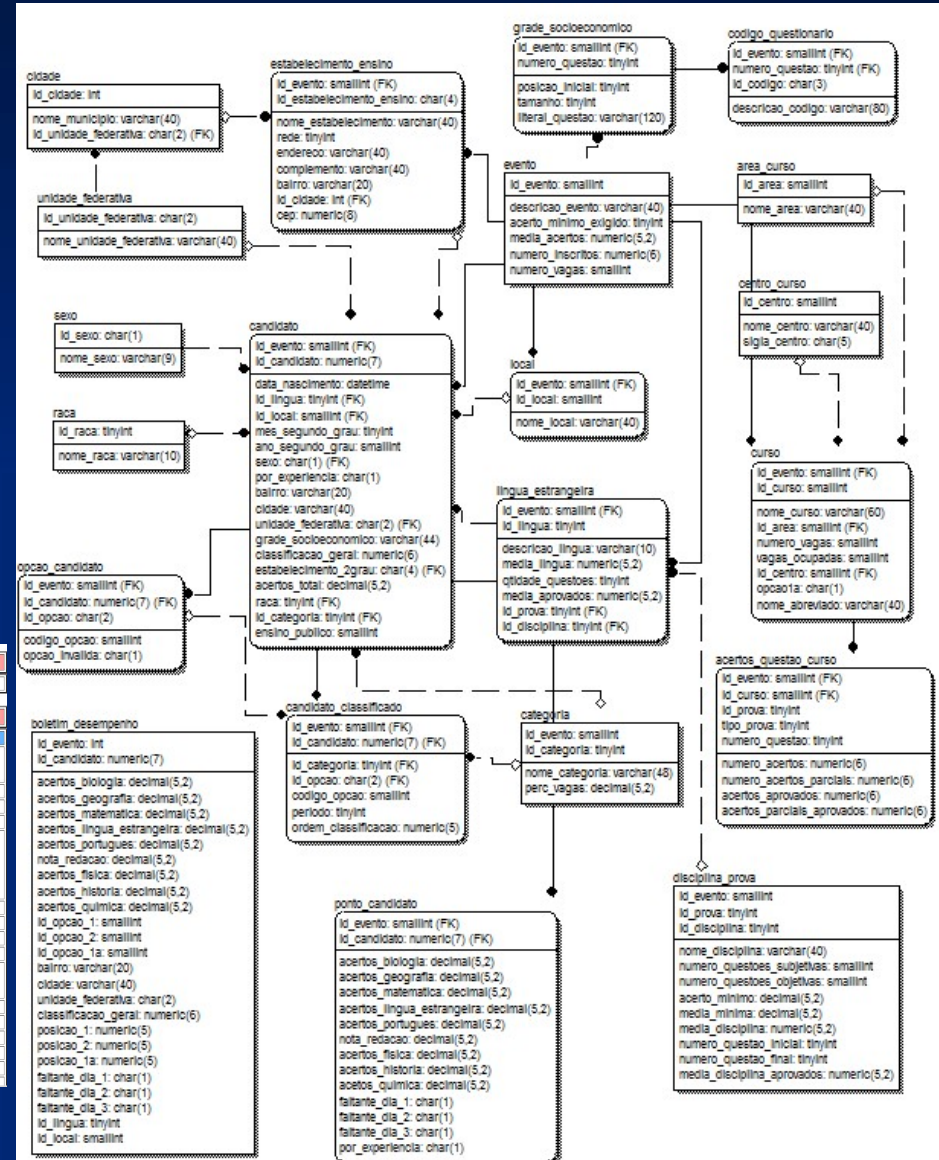 cidade
id_cidade: int
nome_municipio: varchar(40)
id_unidade_federativa: char(2) (FK)
unidade_federativa
id_unidade_federativa: char(2)
nome_unidade_federativa: varchar(40)
estabelecimento_ensino
id_evento: smallint (FK)
id_estabelecimento_ensino: char(4)
nome_estabelecimento: varchar(40)
rede: tinyint
endereco: varchar(40)
complemento: varchar(40)
bairro: varchar(20)
id_cidade: int (FK)
cep: numeric(8)
grade_socioeconomico
id_evento: smallint (FK)
numero_questao: tinyint
posicao_inicial: tinyint
tamanho: tinyint
literal_questao: varchar(120)
codigo_questionario
id_evento: smallint (FK)
numero_questao: tinyint (FK)
id_codigo: char(3)
descricao_codigo: varchar(80)
evento
id_evento: smallint
descricao_evento: varchar(40)
acerto_minimo_exigido: tinyint
media_acertos: numeric(5,2)
numero_inscritos: numeric(6)
numero_vagas: smallint
area_curso
id_area: smallint
nome_area: varchar(40)
centro_curso
id_centro: smallint
nome_centro: varchar(40)
sigla_centro: char(5)
sexo
id_sexo: char(1)
nome_sexo: varchar(9)
raca
id_raca: tinyint
nome_raca: varchar(10)
candidato
id_evento: smallint (FK)
id_candidato: numeric(7)
data_nascimento: datetime
id_lingua: tinyint (FK)
id_local: smallint (FK)
mes_segundo_grau: tinyint
ano_segundo_grau: smallint
sexo: char(1) (FK)
por_experiencia: char(1)
bairro: varchar(20)
cidade: varchar(40)
unidade_federativa: char(2) (FK)
grade_socioeconomico: varchar(44)
classificacao_geral: numeric(6)
estabelecimento_2grau: char(4) (FK)
acertos_total: decimal(5,2)
raca: tinyint (FK)
id_categoria: tinyint (FK)
ensino_publico: smallint
local
id_evento: smallint (FK)
id_local: smallint
nome_local: varchar(40)
lingua_estrangeira
id_evento: smallint (FK)
id_lingua: tinyint
descricao_lingua: varchar(10)
media_lingua: numeric(5,2)
qtidade_questoes: tinyint
media_aprovados: numeric(5,2)
id_prova: tinyint (FK)
id_disciplina: tinyint (FK)
curso
id_evento: smallint (FK)
id_curso: smallint
nome_curso: varchar(60)
id_area: smallint (FK)
numero_vagas: smallint
vagas_ocupadas: smallint
id_centro: smallint (FK)
opcao1a: char(1)
nome_abreviado: varchar(40)
opcao_candidato
id_evento: smallint (FK)
id_candidato: numeric(7) (FK)
id_opcao: char(2)
codigo_opcao: smallint
opcao_invalida: char(1)
acertos_questao_curso
id_evento: smallint (FK)
id_curso: smallint (FK)
id_prova: tinyint
tipo_prova: tinyint
numero_questao: tinyint
numero_acertos: numeric(6)
numero_acertos_parciais: numeric(6)
acertos_aprovados: numeric(6)
acertos_parciais_aprovados: numeric(6)
boletim_desempenho
id_evento: int
id_candidato: numeric(7)
acertos_biologia: decimal(5,2)
acertos_geografia: decimal(5,2)
acertos_matematica: decimal(5,2)
acertos_lingua_estrangeira: decimal(5,2)
acertos_portugues: decimal(5,2)
nota_redacao: decimal(5,2)
acertos_fisica: decimal(5,2)
acertos_historia: decimal(5,2)
acertos_quimica: decimal(5,2)
id_opcao_1: smallint
id_opcao_2: smallint
id_opcao_1a: smallint
bairro: varchar(20)
cidade: varchar(40)
unidade_federativa: char(2)
classificacao_geral: numeric(6)
posicao_1: numeric(5)
posicao_2: numeric(5)
posicao_1a: numeric(5)
faltante_dia_1: char(1)
faltante_dia_2: char(1)
faltante_dia_3: char(1)
id_lingua: tinyint
id_local: smallint
candidato_classificado
id_evento: smallint (FK)
id_candidato: numeric(7) (FK)
id_categoria: tinyint (FK)
id_opcao: char(2) (FK)
codigo_opcao: smallint
periodo: tinyint
ordem_classificacao: numeric(5)
categoria
id_evento: smallint
id_categoria: tinyint
nome_categoria: varchar(48)
perc_vagas: decimal(5,2)
ponto_candidato
id_evento: smallint (FK)
id_candidato: numeric(7) (FK)
acertos_biologia: decimal(5,2)
acertos_geografia: decimal(5,2)
acertos_matematica: decimal(5,2)
acertos_lingua_estrangeira: decimal(5,2)
acertos_portugues: decimal(5,2)
nota_redacao: decimal(5,2)
acertos_fisica: decimal(5,2)
acertos_historia: decimal(5,2)
acetos_quimica: decimal(5,2)
faltante_dia_1: char(1)
faltante_dia_2: char(1)
faltante_dia_3: char(1)
por_experiencia: char(1)
disciplina_prova
id_evento: smallint
id_prova: tinyint
id_disciplina: tinyint
nome_disciplina: varchar(40)
numero_questoes_subjetivas: smallint
numero_questoes_objetivas: smallint
acerto_minimo: decimal(5,2)
media_minima: decimal(5,2)
media_disciplina: numeric(5,2)
numero_questao_inicial: tinyint
numero_questao_final: tinyint
media_disciplina_aprovados: numeric(5,2)